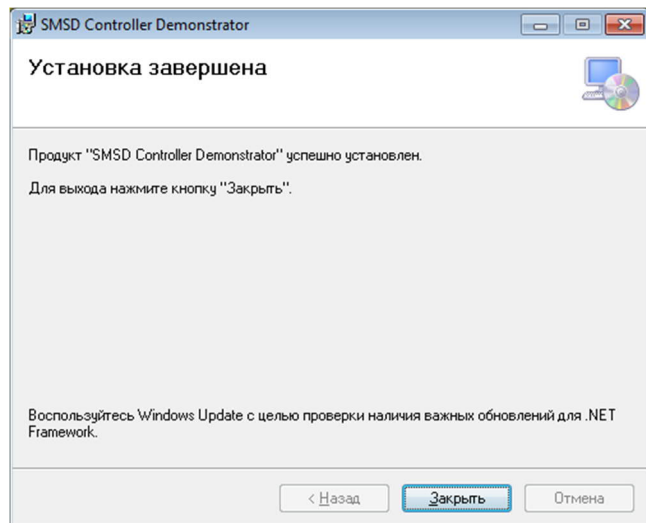 SMSD Controller Demonstrator
Установка завершена
Продукт "SMSD Controller Demonstrator" успешно установлен.
Для выхода нажмите кнопку "Закрыть".
Воспользуйтесь Windows Update с целью проверки наличия важных обновлений для .NET
Framework.
< Назад Закрыть Отмена